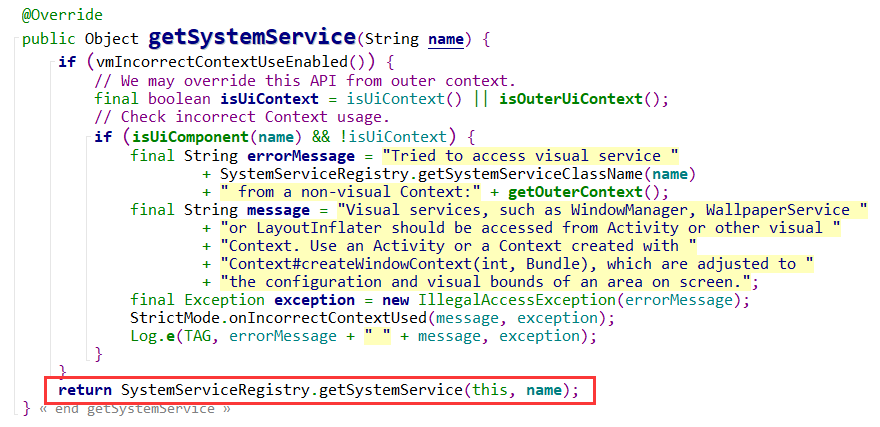 @Override
public Object getSystemService(String name) {
if (vmIncorrectContextUseEnabled()) {
// We may override this API from outer context.
final boolean isUiContext = isUiContext() || isOuterUiContext();
// Check incorrect Context usage.
if (isUiComponent(name) && !isUiContext) {
final String errorMessage = "Tried to access visual service "
+ SystemServiceRegistry.getSystemServiceClassName(name)
+ " from a non-visual Context:" + getOuterContext();
final String message = "Visual services, such as WindowManager, WallpaperService "
+ "or LayoutInflater should be accessed from Activity or other visual "
+ "Context. Use an Activity or a Context created with "
+ "Context#createWindowContext(int, Bundle), which are adjusted to "
+ "the configuration and visual bounds of an area on screen.";
final Exception exception = new IllegalAccessException(errorMessage);
StrictMode.onIncorrectContextUsed(message, exception);
Log.e(TAG, errorMessage + " " + message, exception);
}
}
return SystemServiceRegistry.getSystemService(this, name);
} « end getSystemService »